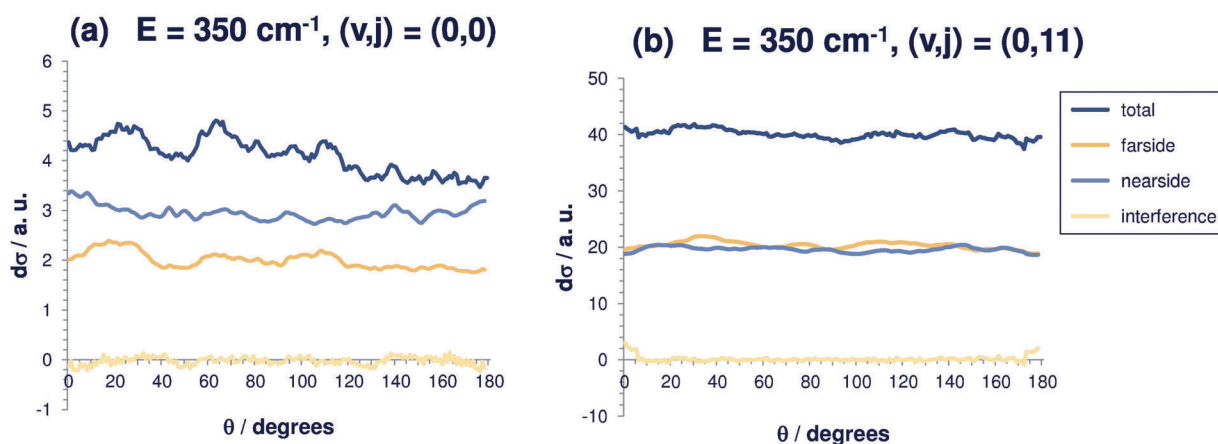 (a) E = 350 cm-1, (v,j) = (0,0)
6
5
4
3
2
1
0
-1
dσ / a. u.
0 20 40 60 80 100 120 140 160 180
θ / degrees
(b) E = 350 cm-1, (v,j) = (0,11)
50
40
30
20
10
0
-10
dσ / a. u.
0 20 40 60 80 100 120 140 160 180
θ / degrees
total
farside
nearside
interference